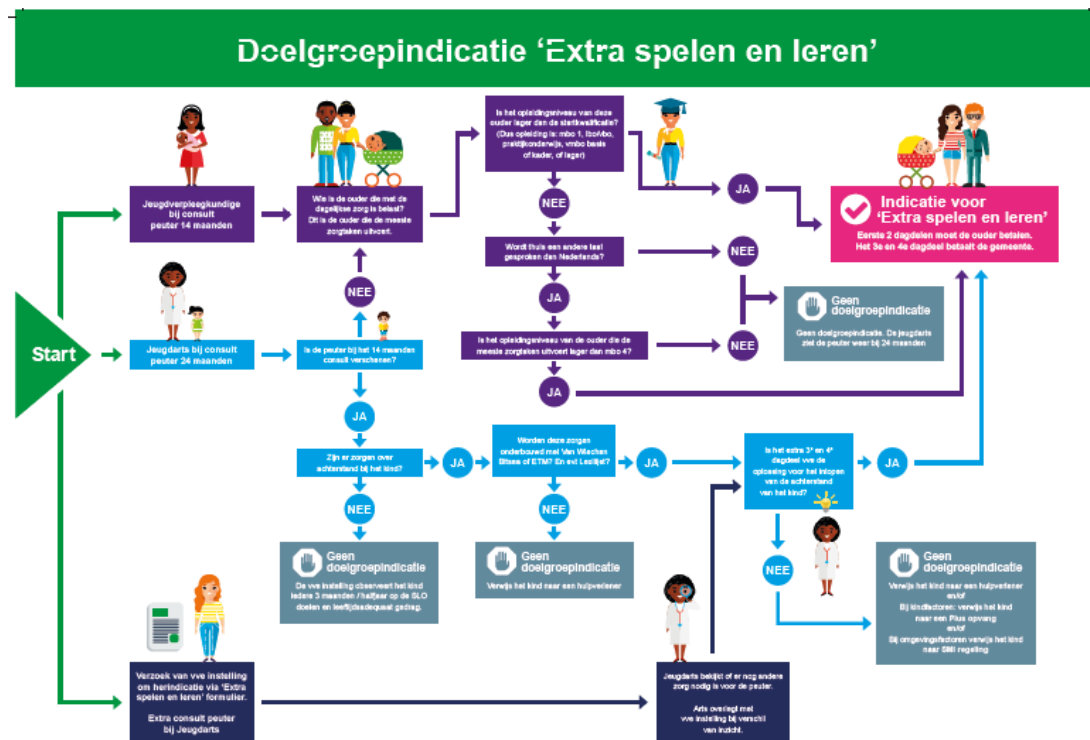 Doelgroepindicatie ‘Extra spelen en leren’
Start
Jeugdverpleegkundige
bij consult
peuter 14 maanden
Wie is de ouder die met de
dagelijkse zorg is belast?
Dit is de ouder die de meeste
zorgtaken uitvoert.
Is het opleidingsniveau van deze
ouder lager dan de startkwalificatie?
(Dus opleiding is: mbo 1, lbo/vbo,
praktijkonderwijs, vmbo basis
of kader, of lager)
JA
NEE
Indicatie voor
‘Extra spelen en leren’
Eerste 2 dagdelen moet de ouder betalen.
Het 3e en 4e dagdeel betaalt de gemeente.
Wordt thuis een andere taal
gesproken dan Nederlands?
NEE
JA
Geen
doelgroepindicatie
Geen doelgroepindicatie. De jeugdarts
ziet de peuter weer bij 24 maanden
Is het opleidingsniveau van de ouder die de
meeste zorgtaken uitvoert lager dan mbo 4?
NEE
JA
Jeugdarts bij consult
peuter 24 maanden
Is de peuter bij het 14 maanden
consult verschenen?
NEE
JA
Zijn er zorgen over
achterstand bij het kind?
JA
NEE
Geen
doelgroepindicatie
De vve instelling observeert het kind
iedere 3 maanden / halfjaar op de SLO
doelen en leeftijdsadequaat gedrag.
Worden deze zorgen
onderbouwd met Van Wiechen
Bitsea of ETM? En evt Lexilijst?
JA
NEE
Geen
doelgroepindicatie
Verwijs het kind naar een hulpverlener
Is het extra 3e en 4e
dagdeel vve de
oplossing voor het inlopen
van de achterstand
van het kind?
JA
NEE
Geen
doelgroepindicatie
Verwijs het kind naar een hulpverlener
en/of
Bij kindfactoren: verwijs het kind
naar een Plus opvang
en/of
Bij omgevingsfactoren verwijs het kind
naar SMI regeling
Verzoek van vve instelling
om herindicatie via ‘Extra
spelen en leren’ formulier.
Extra consult peuter
bij Jeugdarts
Jeugdarts bekijkt of er nog andere
zorg nodig is voor de peuter.
Arts overlegt met
vve instelling bij verschil
van inzicht.